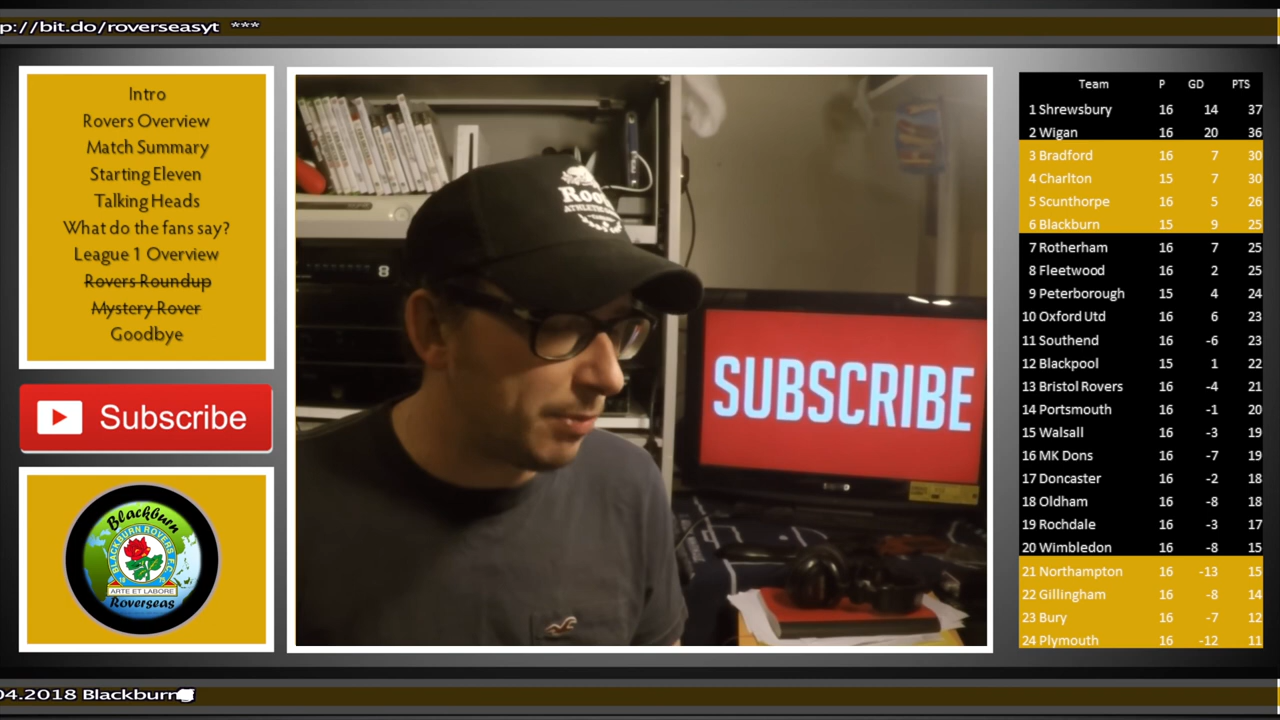 p://bit.do/roverseasyt ***
Intro
Rovers Overview
Match Summary
Starting Eleven
Talking Heads
What do the fans say?
League 1 Overview
Rovers Roundup
Mystery Rover
Goodbye
Subscribe
Blackburn
BLACKBURN ROVERS F.C.
18 75
ARTE ET LABORE
Roverseas
Roots
ATHLETICS
8
SUBSCRIBE
Team P GD PTS
1 Shrewsbury 16 14 37
2 Wigan 16 20 36
3 Bradford 16 7 30
4 Charlton 15 7 30
5 Scunthorpe 16 5 26
6 Blackburn 15 9 25
7 Rotherham 16 7 25
8 Fleetwood 16 2 25
9 Peterborough 15 4 24
10 Oxford Utd 16 6 23
11 Southend 16 -6 23
12 Blackpool 15 1 22
13 Bristol Rovers 16 -4 21
14 Portsmouth 16 -1 20
15 Walsall 16 -3 19
16 MK Dons 16 -7 19
17 Doncaster 16 -2 18
18 Oldham 16 -8 18
19 Rochdale 16 -3 17
20 Wimbledon 16 -8 15
21 Northampton 16 -13 15
22 Gillingham 16 -8 14
23 Bury 16 -7 12
24 Plymouth 16 -12 11
04.2018 Blackburn